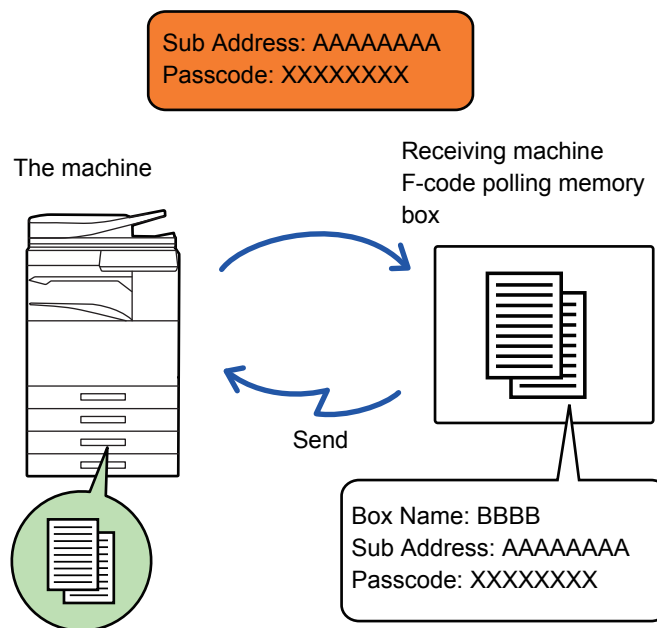 Sub Address: AAAAAAAA
Passcode: XXXXXXXX
The machine
Receiving machine
F-code polling memory
box
Send
Box Name: BBBB
Sub Address: AAAAAAAA
Passcode: XXXXXXXX